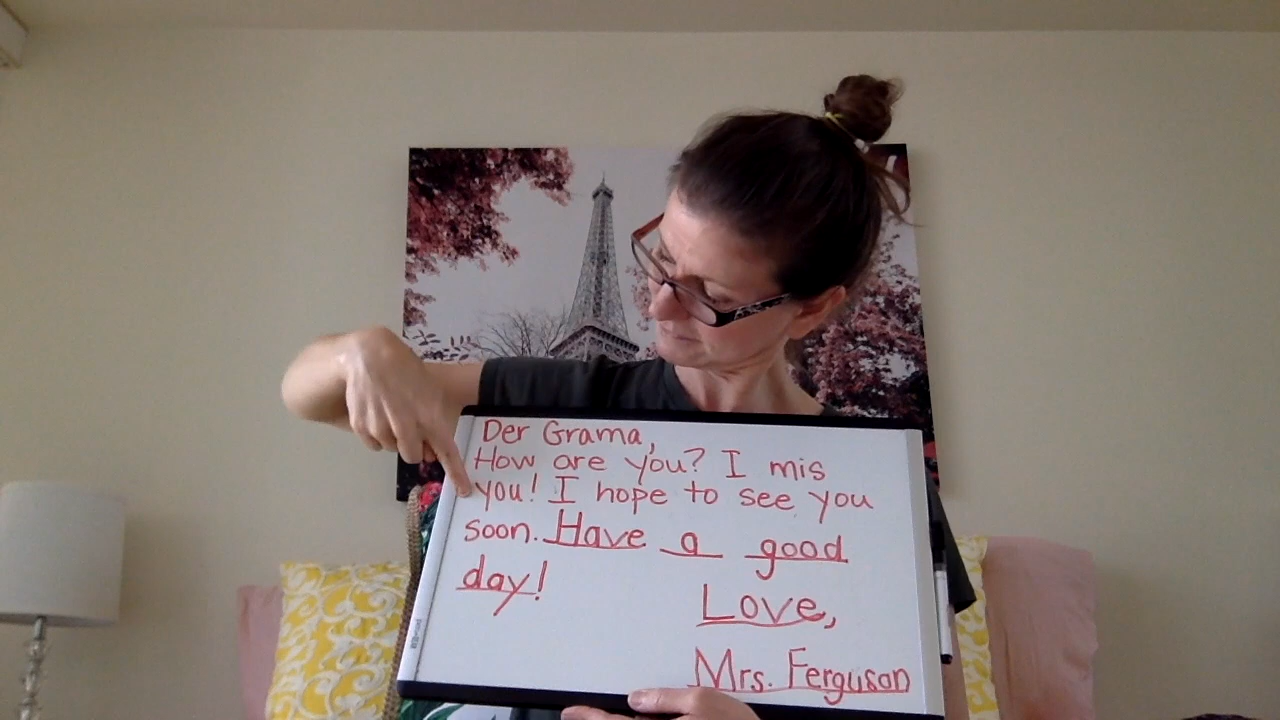 Der Grama,
How are you? I mis
you! I hope to see you
soon. Have a good
day!
Love,
Mrs. Ferguson